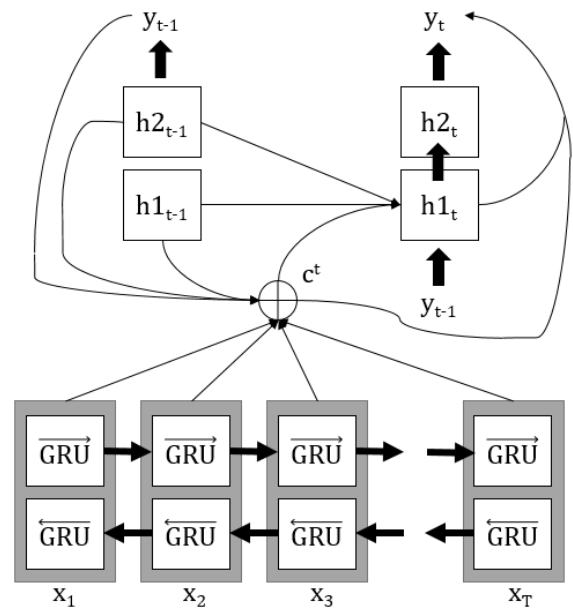 y_{t-1} y_t
h2_{t-1} h2_t
h1_{t-1} h1_t
c^t
y_{t-1}
GRU GRU GRU GRU
GRU GRU GRU GRU
x_1 x_2 x_3 x_T